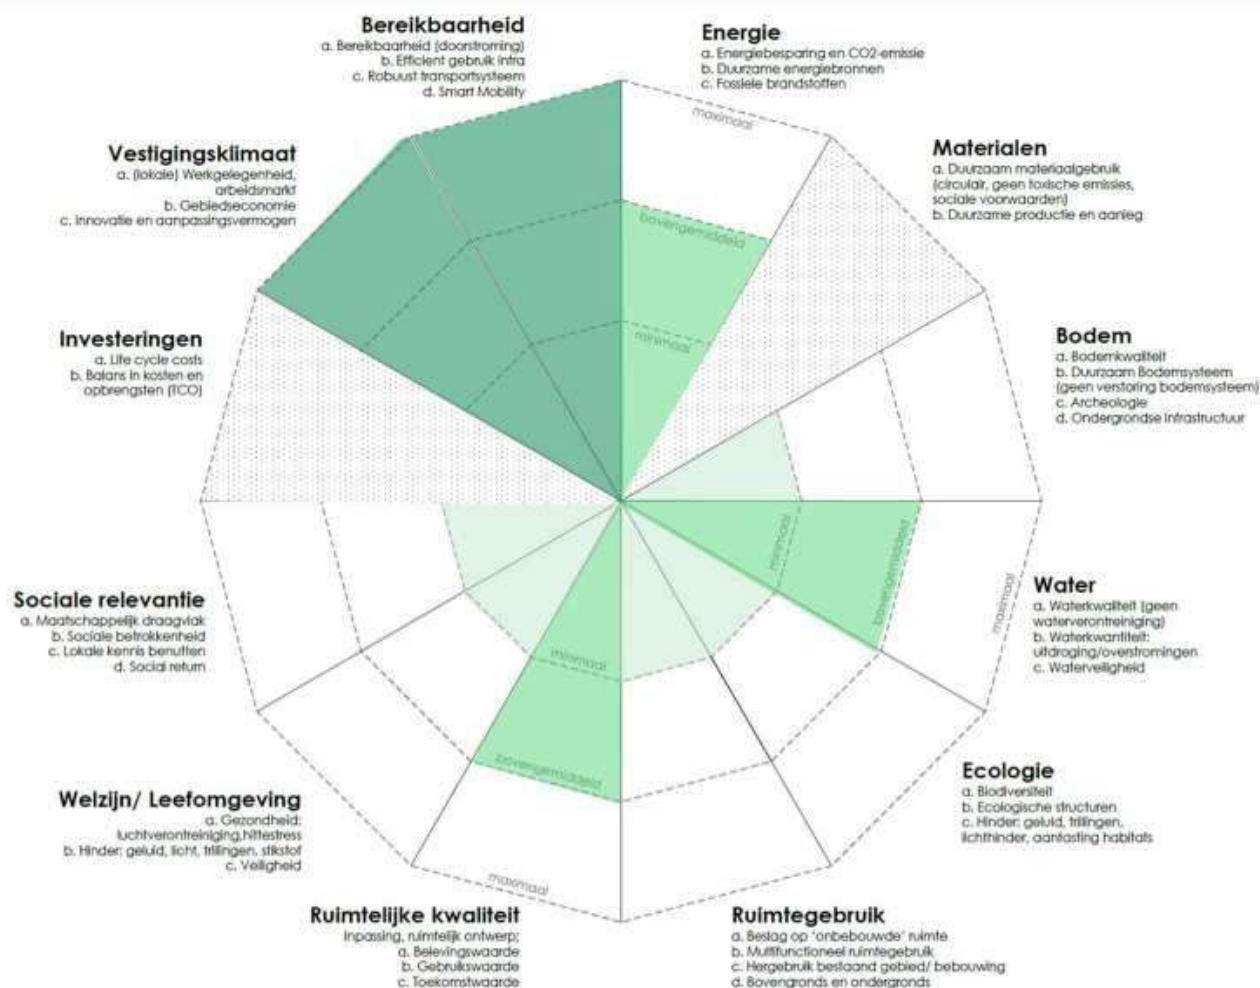 Bereikbaarheid
a. Bereikbaarheid (doorstroming)
b. Efficient gebruik infra
c. Robuust transportsysteem
d. Smart Mobility
Energie
a. Energiebesparing en CO2-emissie
b. Duurzame energiebronnen
c. Fossiele brandstoffen
Materialen
a. Duurzaam materiaalgebruik
(circulair, geen toxische emissies,
sociale voorwaarden)
b. Duurzame productie en aanleg
Bodem
a. Bodemkwaliteit
b. Duurzaam Bodemsysteem
(geen verstoring bodemsysteem)
c. Archeologie
d. Ondergrondse infrastructuur
Water
a. Waterkwaliteit (geen
waterverontreiniging)
b. Waterkwantiteit:
uitdroging/overstromingen
c. Waterveiligheid
Ecologie
a. Biodiversiteit
b. Ecologische structuren
c. Hinder: geluid, trillingen,
lichthinder, aantasting habitats
Ruimtegebruik
a. Beslag op 'onbebouwde' ruimte
b. Multifunctioneel ruimtegebruik
c. Hergebruik bestaand gebied/ bebouwing
d. Bovengronds en ondergronds
Ruimtelijke kwaliteit
Inpassing, ruimtelijk ontwerp;
a. Belevingswaarde
b. Gebruikswaarde
c. Toekomstwaarde
Welzijn/ Leefomgeving
a. Gezondheid:
luchtverontreiniging,hittestress
b. Hinder: geluid, licht, trillingen, stikstof
c. Veiligheid
Sociale relevantie
a. Maatschappelijk draagvlak
b. Sociale betrokkenheid
c. Lokale kennis benutten
d. Social return
Investeringen
a. Life cycle costs
b. Balans in kosten en
opbrengsten (TCO)
Vestigingsklimaat
a. (lokale) Werkgelegenheid,
arbeidsmarkt
b. Gebiedseconomie
c. Innovatie en aanpassingsvermogen
maximaal
bovengemiddeld
minimaal
minimaal
bovengemiddeld
maximaal
minimaal
bovengemiddeld
maximaal